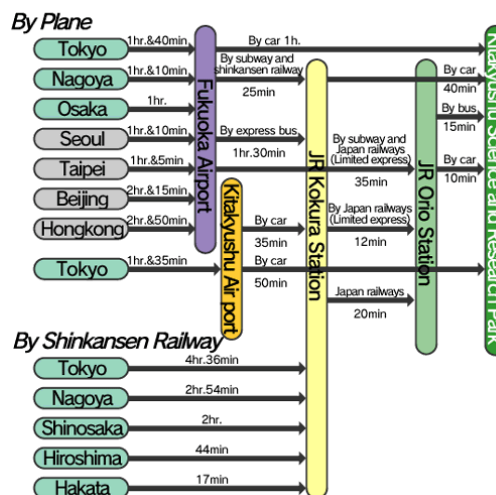 By Plane
Tokyo
1hr.&40min
By car 1h.
Nagoya
1hr.&10min
By subway and
shinkansen railway
25min
By car
40min
Osaka
1hr.
By bus
15min
Seoul
1hr.&10min
By express bus
1hr.30min
By subway and
Japan railways
(Limited express)
35min
Taipei
1hr.&5min
By car
10min
Beijing
2hr.&15min
Hongkong
2hr.&50min
By car
35min
By Japan railways
(Limited express)
12min
Tokyo
1hr.&35min
By car
50min
Japan railways
20min
Fukuoka Airport
Kitakyushu Air port
JR Kokura Station
JR Orio Station
Kitakyushu Science and Research Park
By Shinkansen Railway
Tokyo
4hr.36min
Nagoya
2hr.54min
Shinosaka
2hr.
Hiroshima
44min
Hakata
17min